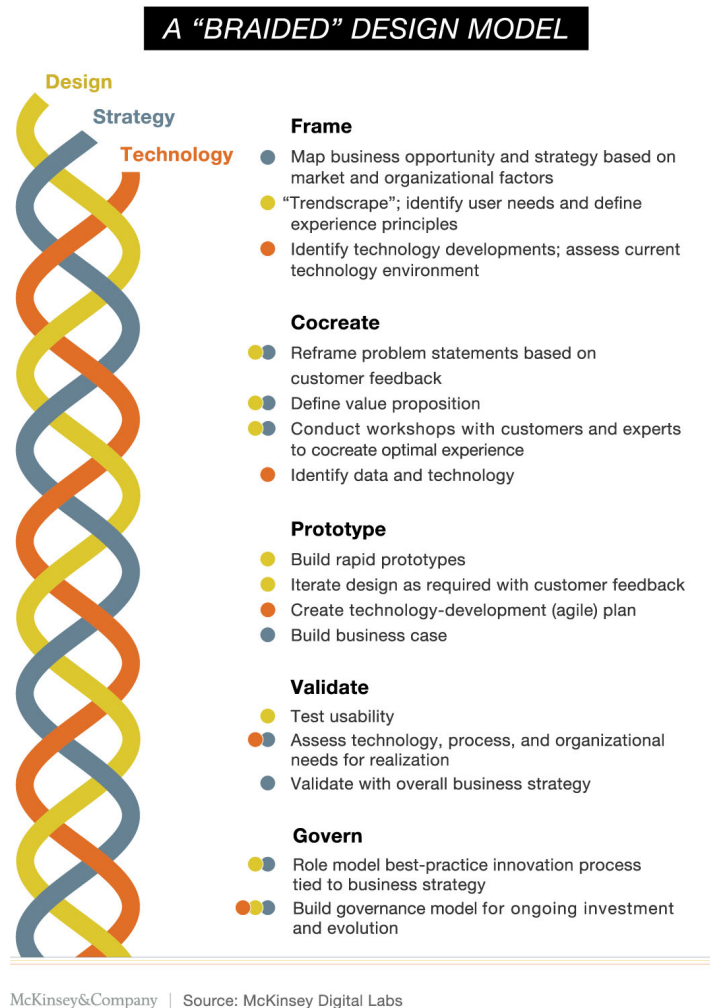 A “BRAIDED” DESIGN MODEL
Design
Strategy
Technology
Frame
Map business opportunity and strategy based on
market and organizational factors
“Trendscrape”; identify user needs and define
experience principles
Identify technology developments; assess current
technology environment
Cocreate
Reframe problem statements based on
customer feedback
Define value proposition
Conduct workshops with customers and experts
to cocreate optimal experience
Identify data and technology
Prototype
Build rapid prototypes
Iterate design as required with customer feedback
Create technology-development (agile) plan
Build business case
Validate
Test usability
Assess technology, process, and organizational
needs for realization
Validate with overall business strategy
Govern
Role model best-practice innovation process
tied to business strategy
Build governance model for ongoing investment
and evolution
McKinsey&Company | Source: McKinsey Digital Labs